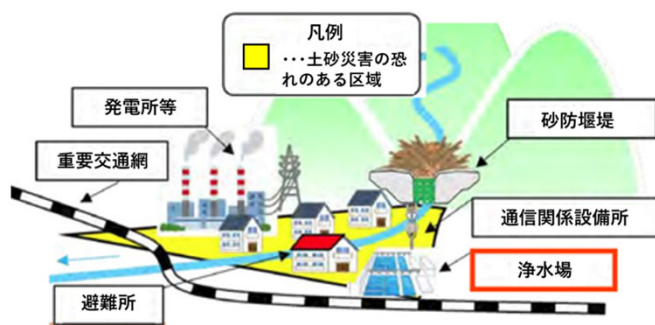 凡例
・・・土砂災害の恐
れのある区域
発電所等
砂防堰堤
重要交通網
通信関係設備所
浄水場
避難所